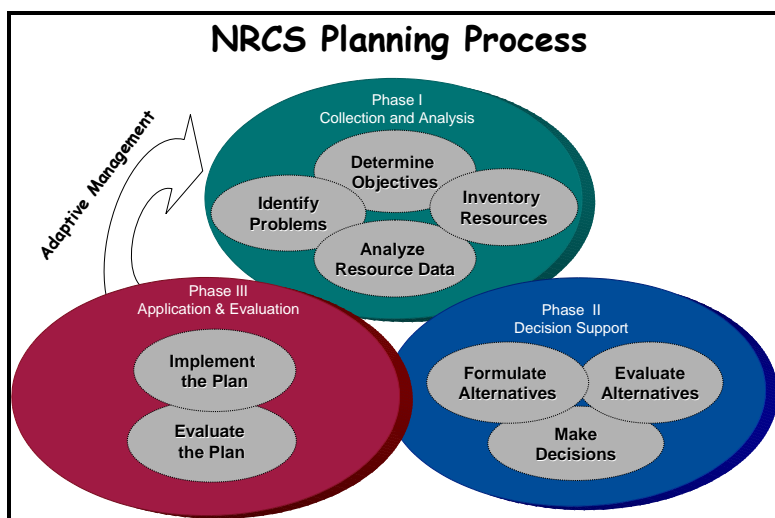 NRCS Planning Process
Adaptive Management
Phase I
Collection and Analysis
Determine
Objectives
Identify
Problems
Inventory
Resources
Analyze
Resource Data
Phase III
Application & Evaluation
Implement
the Plan
Evaluate
the Plan
Phase II
Decision Support
Formulate
Alternatives
Evaluate
Alternatives
Make
Decisions